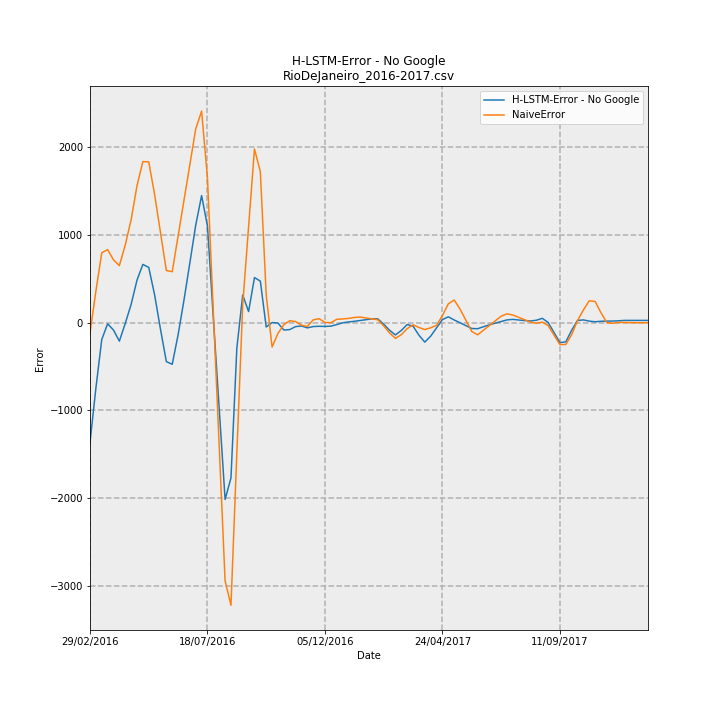 H-LSTM-Error - No Google
RioDeJaneiro_2016-2017.csv
H-LSTM-Error - No Google
NaiveError
2000
1000
0
−1000
−2000
−3000
Error
29/02/2016
18/07/2016
05/12/2016
24/04/2017
11/09/2017
Date